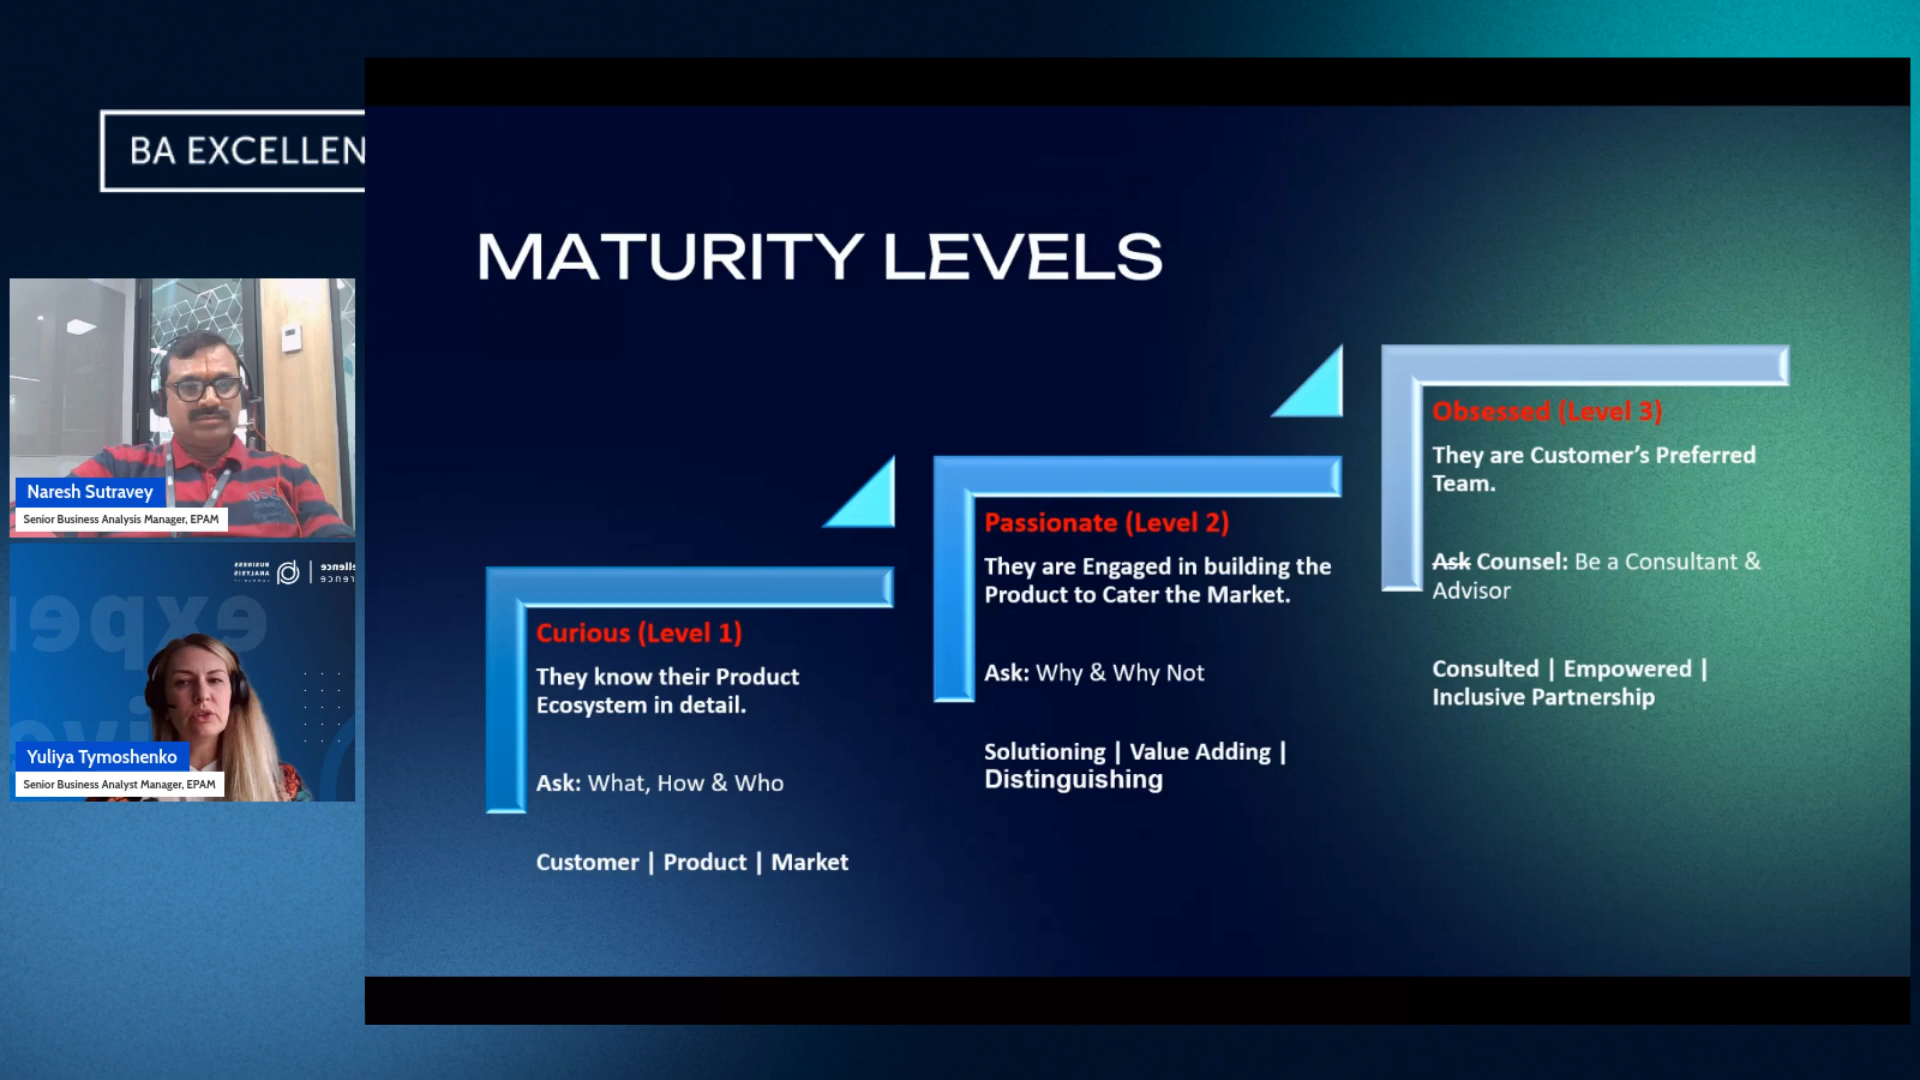 BA EXCELLEN
MATURITY LEVELS
Naresh Sutravey
Senior Business Analysis Manager, EPAM
Yuliya Tymoshenko
Senior Business Analyst Manager, EPAM
Curious (Level 1)
They know their Product
Ecosystem in detail.
Ask: What, How & Who
Customer | Product | Market
Passionate (Level 2)
They are Engaged in building the
Product to Cater the Market.
Ask: Why & Why Not
Solutioning | Value Adding |
Distinguishing
Obsessed (Level 3)
They are Customer’s Preferred
Team.
Ask Counsel: Be a Consultant &
Advisor
Consulted | Empowered |
Inclusive Partnership